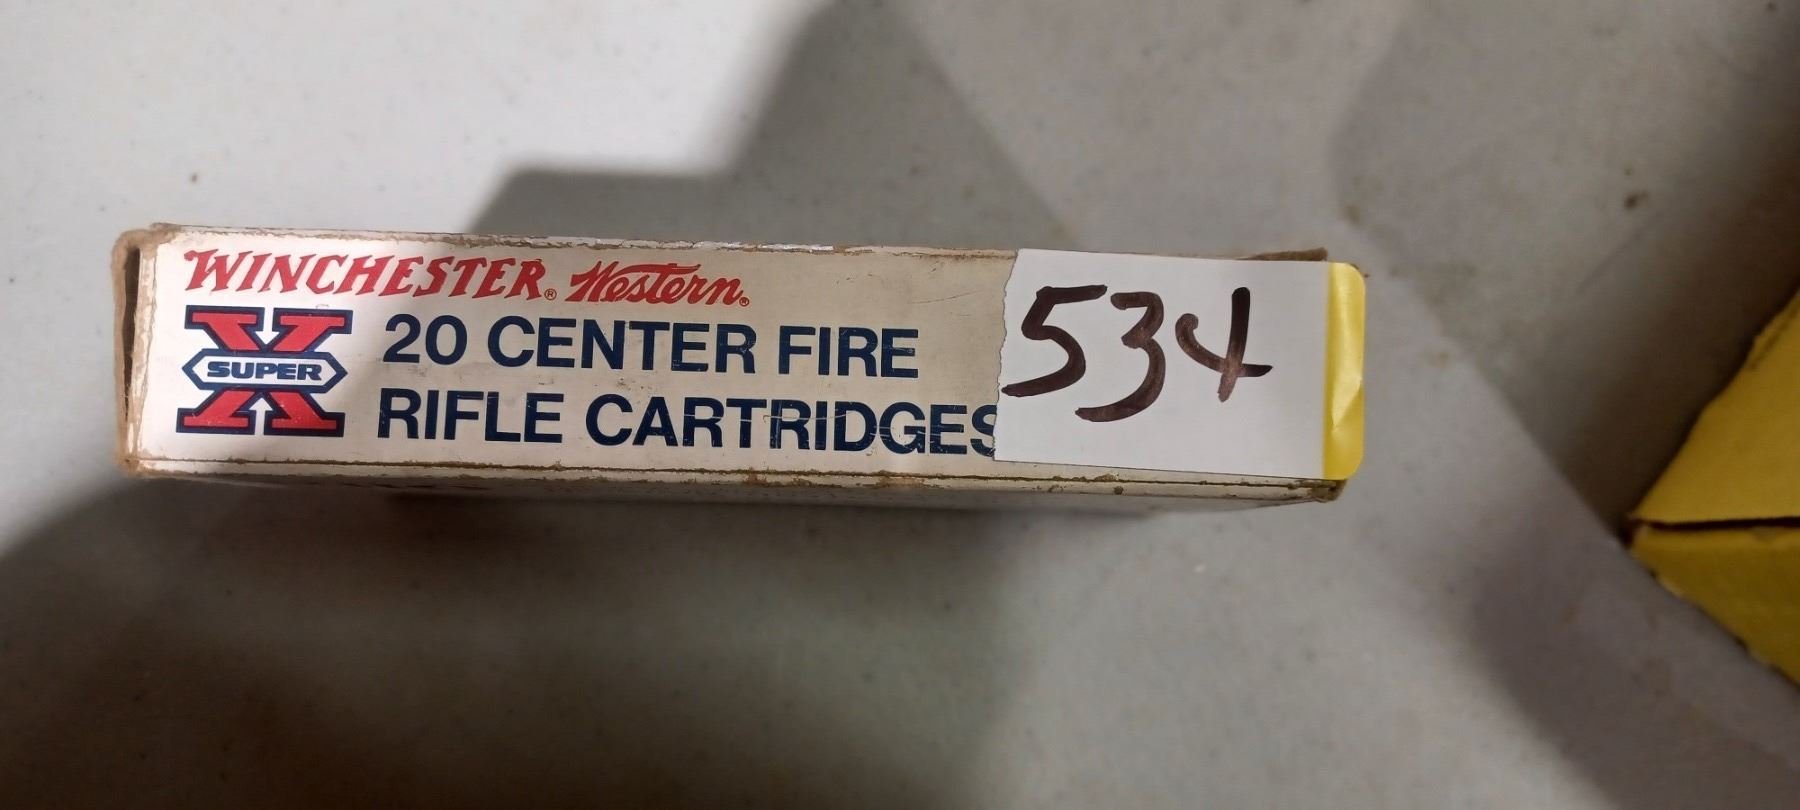 WINCHESTER® Western®
X SUPER
20 CENTER FIRE
RIFLE CARTRIDGES
534